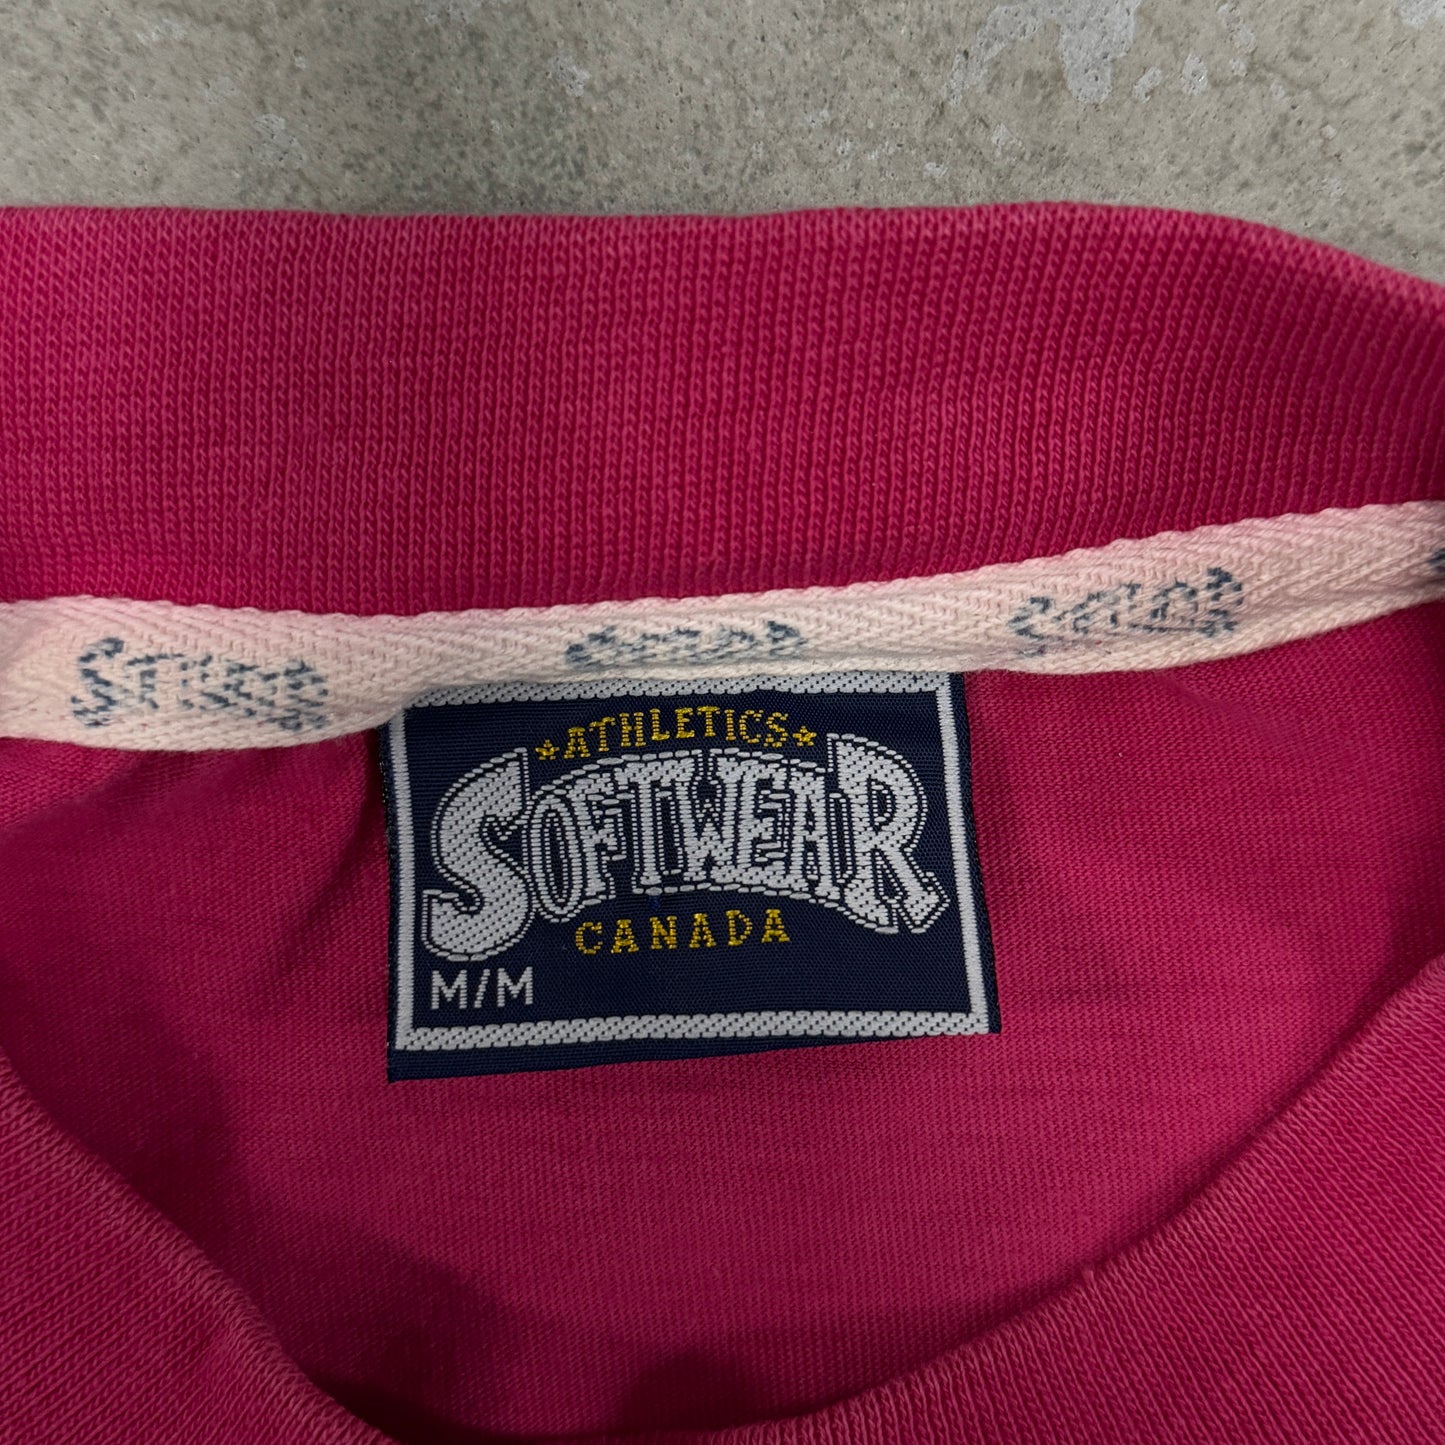 ★ATHLETICS★
SOFTWEAR
CANADA
M/M